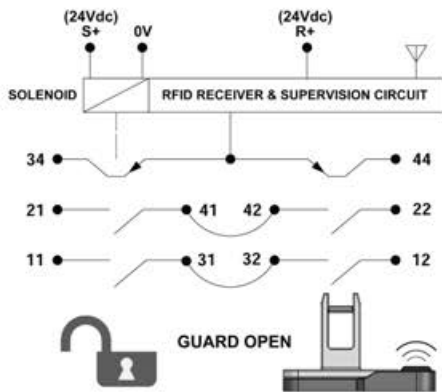 (24Vdc) (24Vdc)
S+ 0V R+
SOLENOID RFID RECEIVER & SUPERVISION CIRCUIT
34 44
21 41 42 22
11 31 32 12
GUARD OPEN